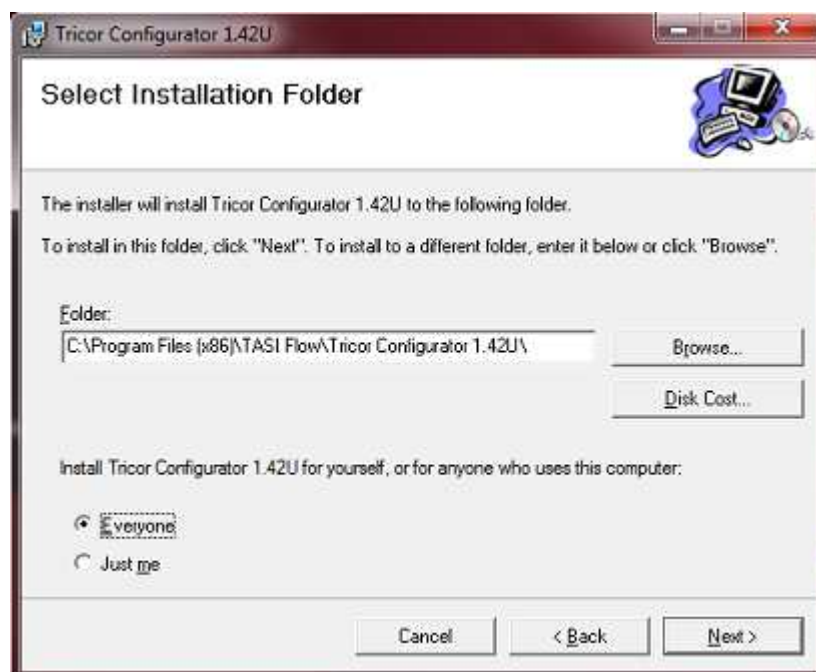 Tricor Configurator 1.42U
Select Installation Folder
The installer will install Tricor Configurator 1.42U to the following folder.
To install in this folder, click "Next". To install to a different folder, enter it below or click "Browse".
Folder:
C:\Program Files (x86)\TASI Flow\Tricor Configurator 1.42U\
Browse...
Disk Cost...
Install Tricor Configurator 1.42U for yourself, or for anyone who uses this computer:
Everyone
Just me
Cancel
< Back
Next >